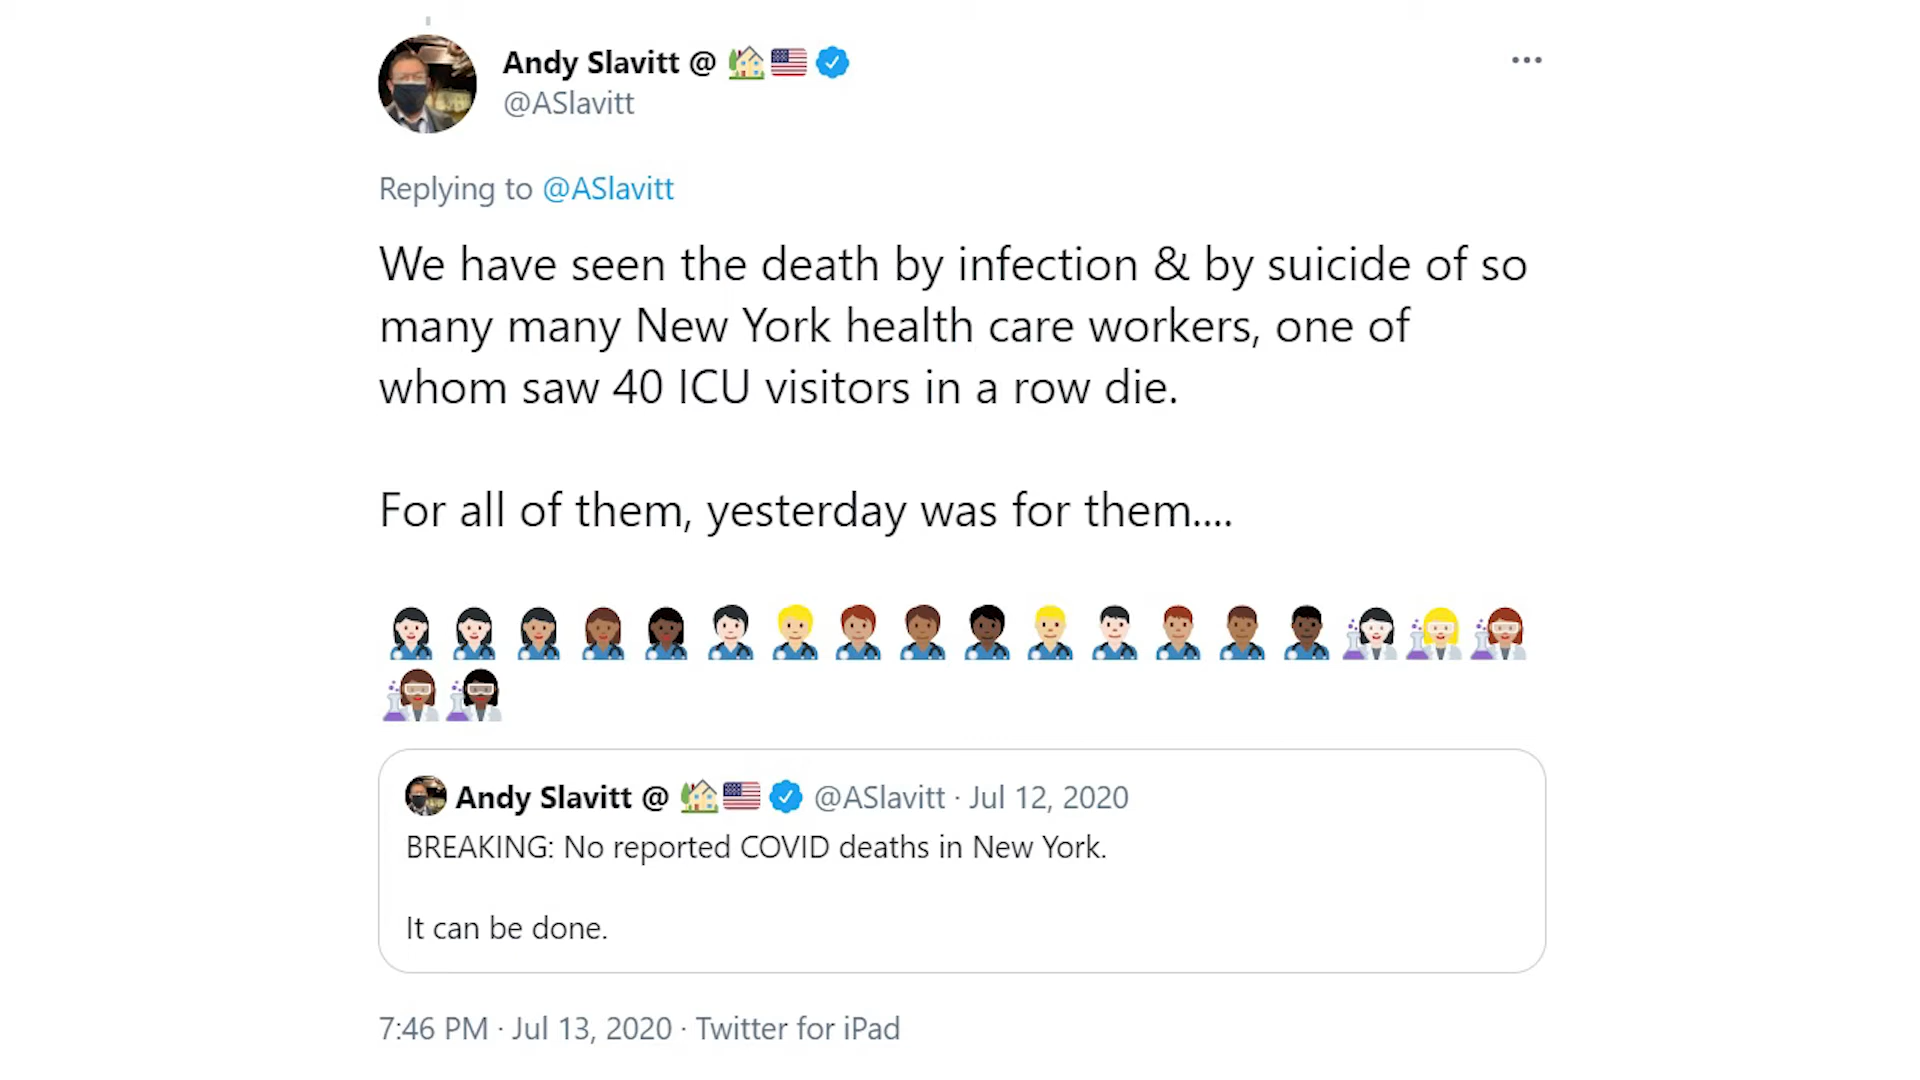 Andy Slavitt @ 🏡🇺🇸
@ASlavitt
Replying to @ASlavitt
We have seen the death by infection & by suicide of so
many many New York health care workers, one of
whom saw 40 ICU visitors in a row die.
For all of them, yesterday was for them....
Andy Slavitt @ 🏡🇺🇸 @ASlavitt · Jul 12, 2020
BREAKING: No reported COVID deaths in New York.
It can be done.
7:46 PM · Jul 13, 2020 · Twitter for iPad